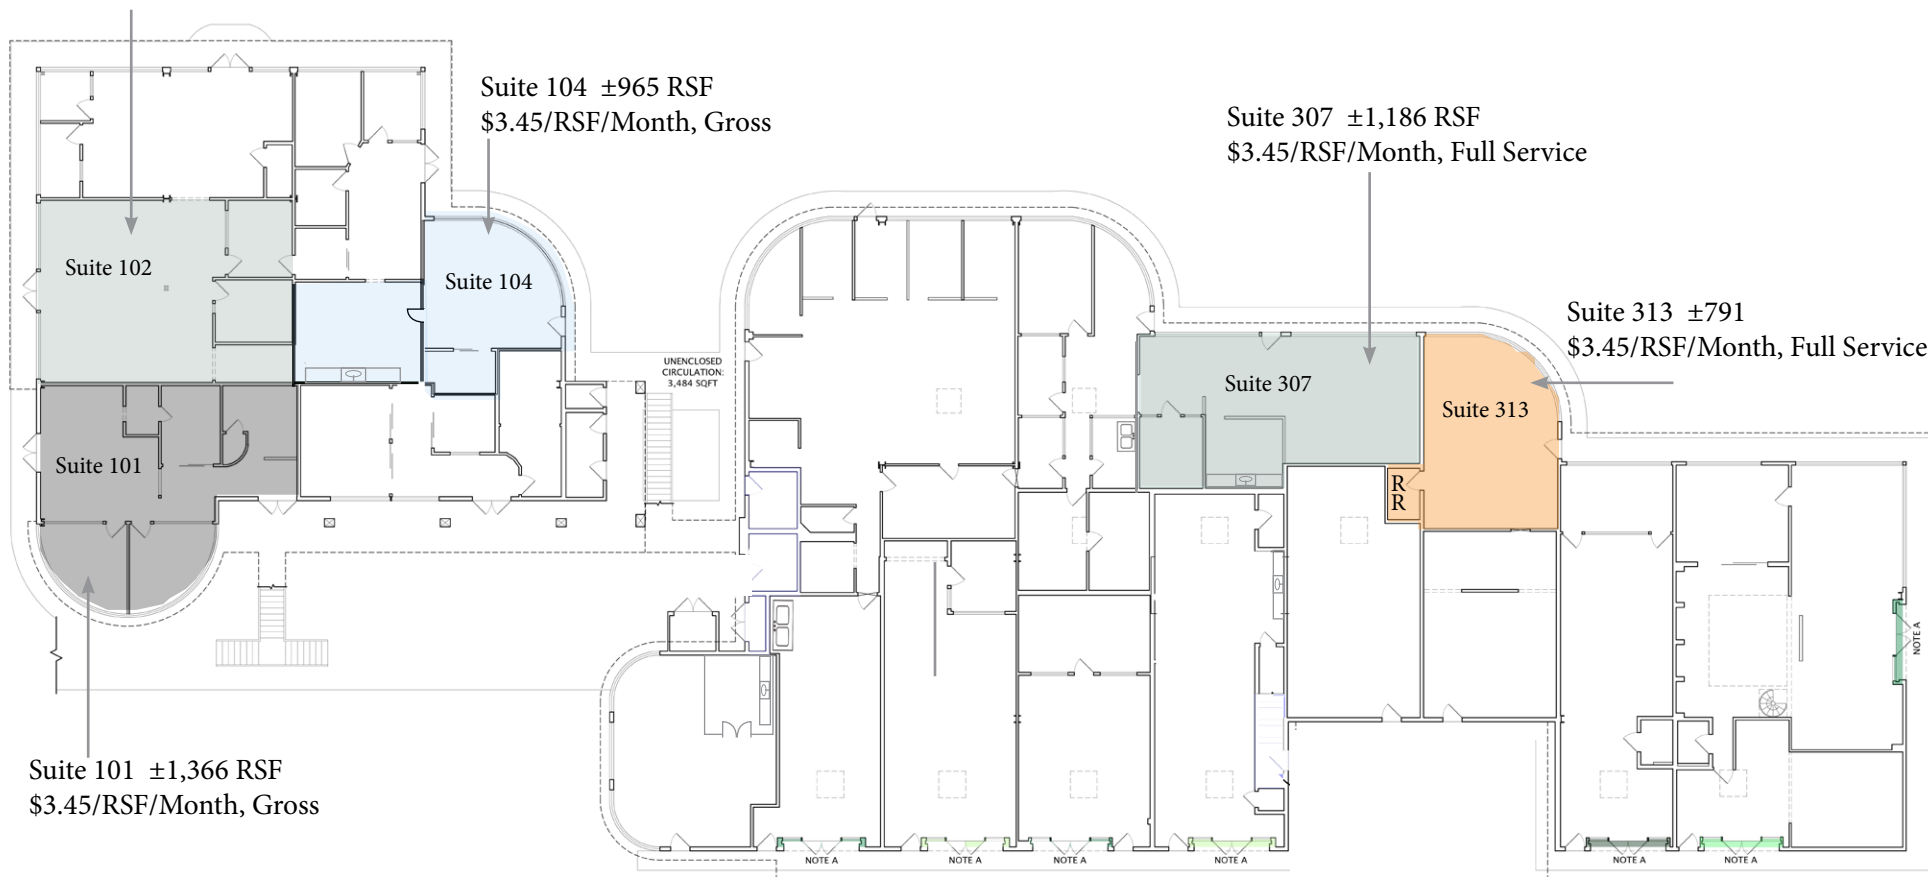 Suite 104 ±965 RSF
$3.45/RSF/Month, Gross
Suite 307 ±1,186 RSF
$3.45/RSF/Month, Full Service
Suite 313 ±791
$3.45/RSF/Month, Full Service
Suite 102
Suite 104
UNENCLOSED
CIRCULATION:
3,484 SQFT
Suite 307
Suite 313
Suite 101
R
R
NOTE A
Suite 101 ±1,366 RSF
$3.45/RSF/Month, Gross
NOTE A
NOTE A
NOTE A
NOTE A
NOTE A
NOTE A